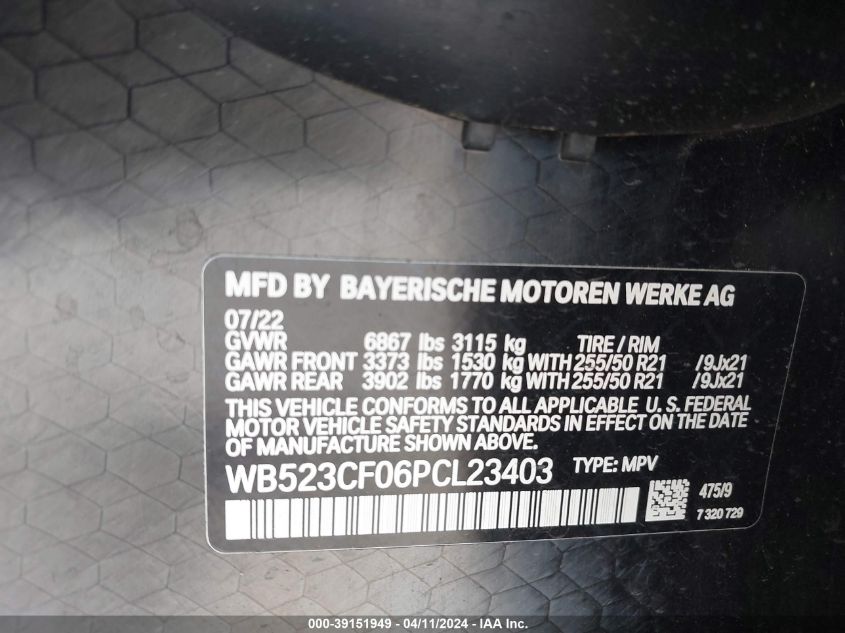 MFD BY BAYERISCHE MOTOREN WERKE AG
07/22
GVWR 6867 lbs 3115 kg TIRE / RIM
GAWR FRONT 3373 lbs 1530 kg WITH 255/50 R21 /9Jx21
GAWR REAR 3902 lbs 1770 kg WITH 255/50 R21 /9Jx21
THIS VEHICLE CONFORMS TO ALL APPLICABLE U. S. FEDERAL
MOTOR VEHICLE SAFETY STANDARDS IN EFFECT ON THE DATE
OF MANUFACTURE SHOWN ABOVE.
WB523CF06PCL23403 TYPE: MPV
475/9
7 320 729
000-39151949 / 04/11/2024 - IAA Inc.